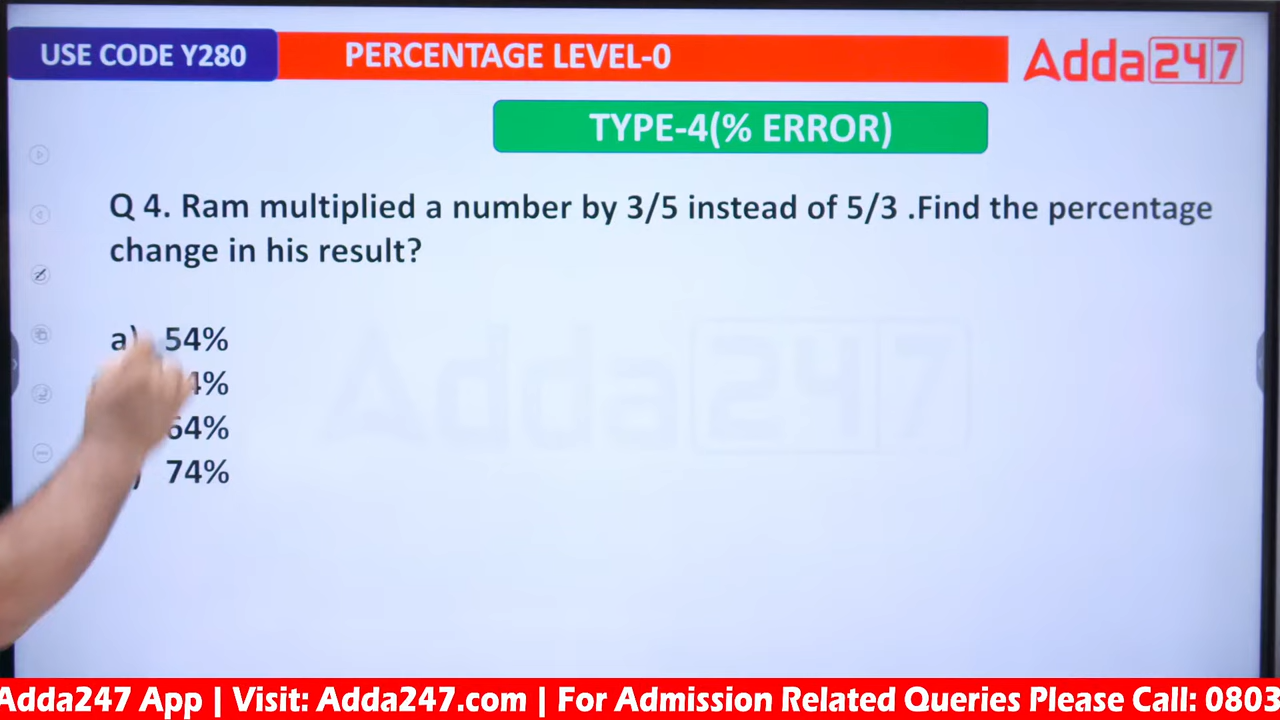 USE CODE Y280
PERCENTAGE LEVEL-0
Adda247
TYPE-4(% ERROR)
Q 4. Ram multiplied a number by 3/5 instead of 5/3 .Find the percentage
change in his result?
a) 54%
4%
64%
) 74%
Adda247
Adda247 App | Visit: Adda247.com | For Admission Related Queries Please Call: 0803